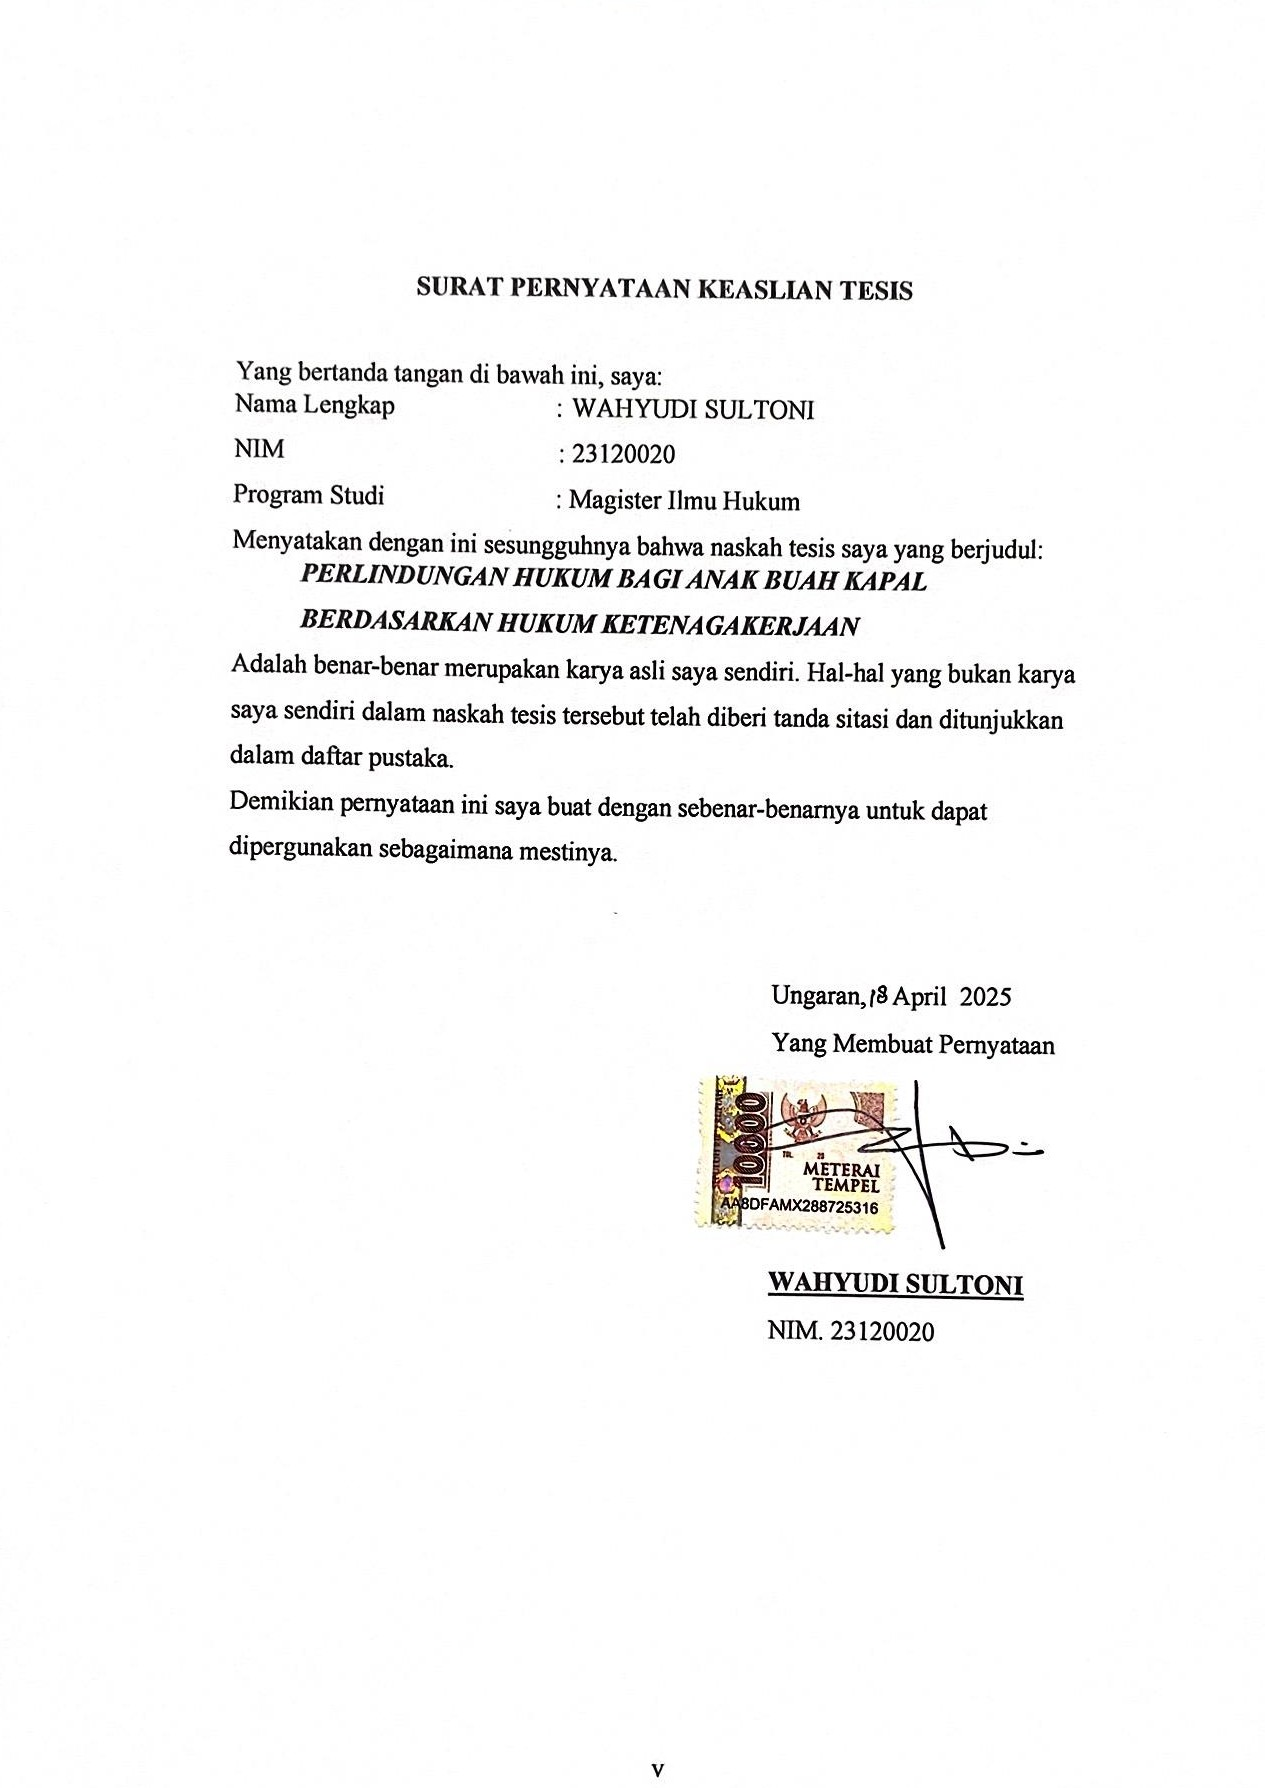 SURAT PERNYATAAN KEASLIAN TESIS
Yang bertanda tangan di bawah ini, saya:
Nama Lengkap : WAHYUDI SULTONI
NIM : 23120020
Program Studi : Magister Ilmu Hukum
Menyatakan dengan ini sesungguhnya bahwa naskah tesis saya yang berjudul:
PERLINDUNGAN HUKUM BAGI ANAK BUAH KAPAL
BERDASARKAN HUKUM KETENAGAKERJAAN
Adalah benar-benar merupakan karya asli saya sendiri. Hal-hal yang bukan karya
saya sendiri dalam naskah tesis tersebut telah diberi tanda sitasi dan ditunjukkan
dalam daftar pustaka.
Demikian pernyataan ini saya buat dengan sebenar-benarnya untuk dapat
dipergunakan sebagaimana mestinya.
Ungaran, 18 April 2025
Yang Membuat Pernyataan
10000
METERAI
TEMPEL
AA8DFAMX288725316
WAHYUDI SULTONI
NIM. 23120020
v